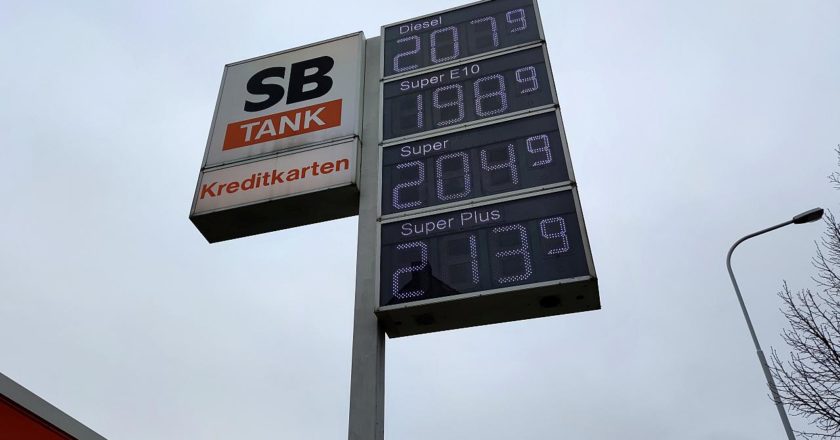 SB
TANK
Kreditkarten
Diesel
207⁹
Super E10
198⁹
Super
204⁹
Super Plus
213⁹